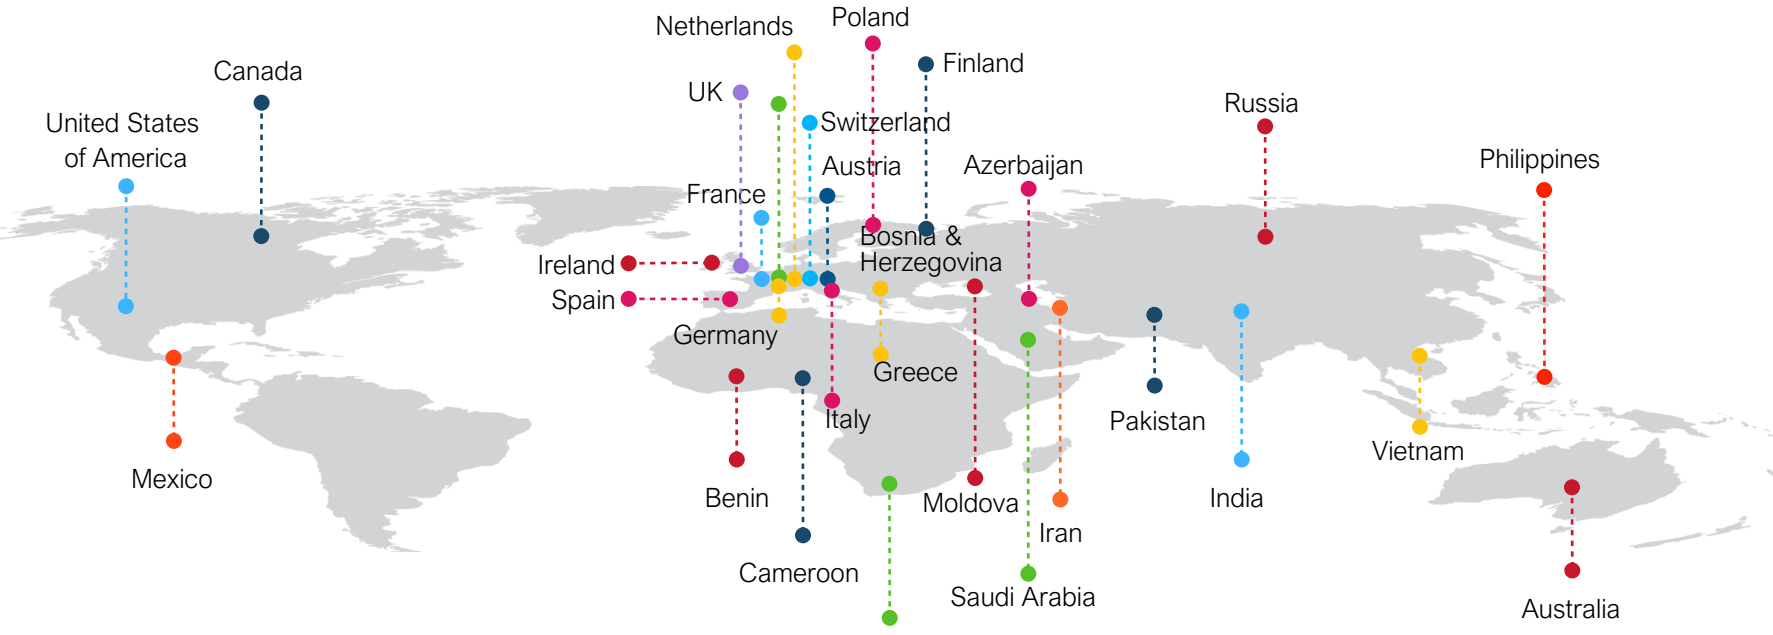 Poland
Netherlands
Finland
Canada
UK
Russia
United States
of America
Switzerland
Philippines
Austria
Azerbaijan
France
Bosnia &
Herzegovina
Ireland
Spain
Germany
Greece
Italy
Pakistan
Vietnam
Mexico
Benin
Moldova
India
Iran
Cameroon
Saudi Arabia
Australia